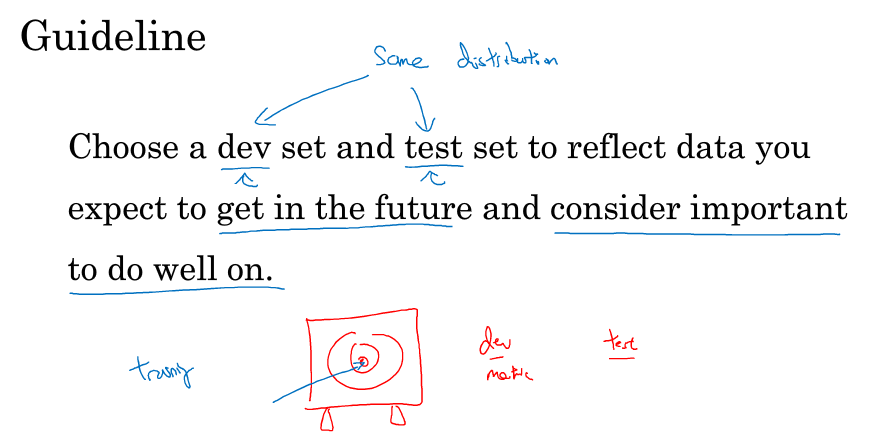 Guideline
Same distribution
Choose a dev set and test set to reflect data you
expect to get in the future and consider important
to do well on.
dev
test
metric